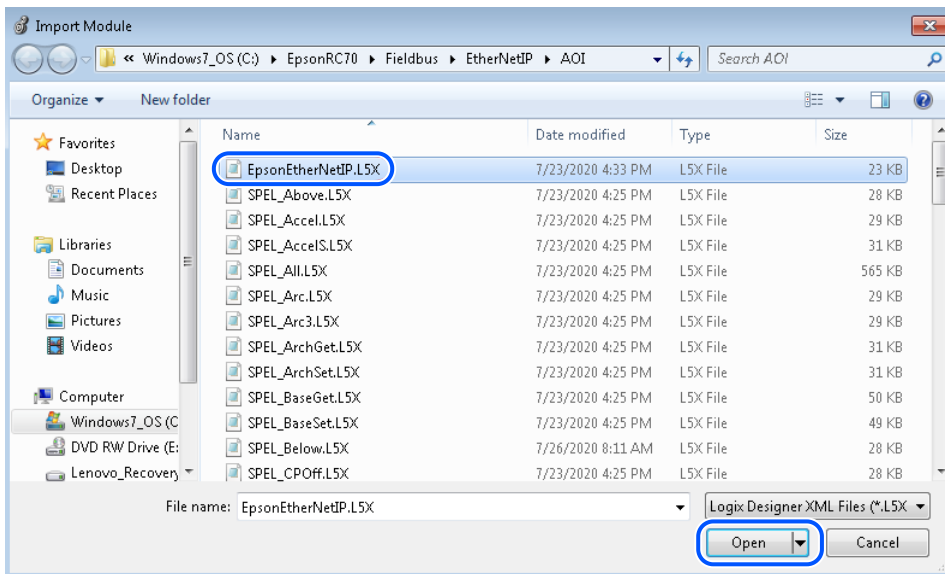 Import Module
« Windows7_OS (C:) ▸ EpsonRC70 ▸ Fieldbus ▸ EtherNetIP ▸ AOI
Search AOI
Organize New folder
Name Date modified Type Size
Favorites
Desktop
Recent Places
Libraries
Documents
Music
Pictures
Videos
Computer
Windows7_OS (C
DVD RW Drive (E:
Lenovo_Recovery
EpsonEtherNetIP.L5X 7/23/2020 4:33 PM L5X File 23 KB
SPEL_Above.L5X 7/23/2020 4:25 PM L5X File 28 KB
SPEL_Accel.L5X 7/23/2020 4:25 PM L5X File 29 KB
SPEL_AccelS.L5X 7/23/2020 4:25 PM L5X File 31 KB
SPEL_All.L5X 7/23/2020 4:25 PM L5X File 565 KB
SPEL_Arc.L5X 7/23/2020 4:25 PM L5X File 29 KB
SPEL_Arc3.L5X 7/23/2020 4:25 PM L5X File 29 KB
SPEL_ArchGet.L5X 7/23/2020 4:25 PM L5X File 31 KB
SPEL_ArchSet.L5X 7/23/2020 4:25 PM L5X File 31 KB
SPEL_BaseGet.L5X 7/23/2020 4:25 PM L5X File 50 KB
SPEL_BaseSet.L5X 7/23/2020 4:25 PM L5X File 49 KB
SPEL_Below.L5X 7/26/2020 8:11 AM L5X File 28 KB
SPEL_CPOff.L5X 7/23/2020 4:25 PM L5X File 28 KB
File name: EpsonEtherNetIP.L5X Logix Designer XML Files (*.L5X
Open Cancel